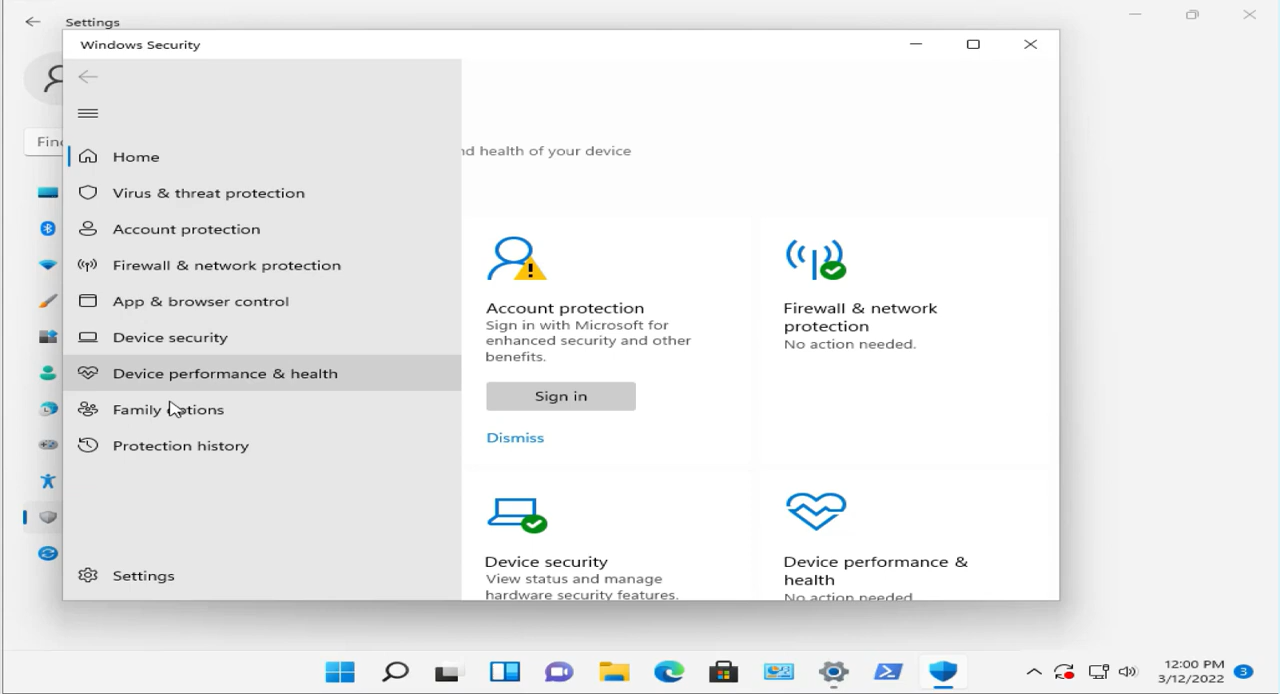 Settings
Windows Security
Find
Home
Virus & threat protection
Account protection
Firewall & network protection
App & browser control
Device security
Device performance & health
Family options
Protection history
Settings
nd health of your device
Account protection
Sign in with Microsoft for
enhanced security and other
benefits.
Sign in
Dismiss
Firewall & network
protection
No action needed.
Device security
View status and manage
hardware security features.
Device performance &
health
No action needed
12:00 PM
3/12/2022
3